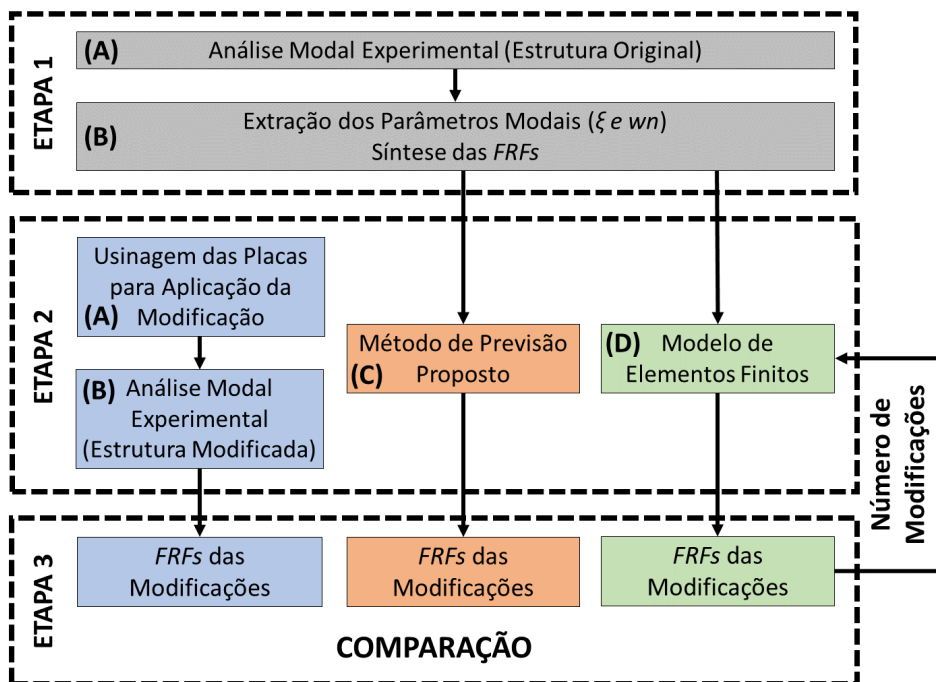 ETAPA 1
(A)
Análise Modal Experimental (Estrutura Original)
(B)
Extração dos Parâmetros Modais (ξ e wn)
Síntese das FRFs
ETAPA 2
Usinagem das Placas
para Aplicação da
(A) Modificação
(B) Análise Modal
Experimental
(Estrutura Modificada)
Método de Previsão
(C) Proposto
(D) Modelo de
Elementos Finitos
Número de
Modificações
ETAPA 3
FRFs das
Modificações
FRFs das
Modificações
FRFs das
Modificações
COMPARAÇÃO